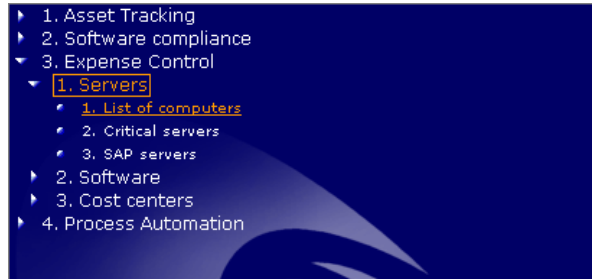 1. Asset Tracking
2. Software compliance
3. Expense Control
1. Servers
1. List of computers
2. Critical servers
3. SAP servers
2. Software
3. Cost centers
4. Process Automation